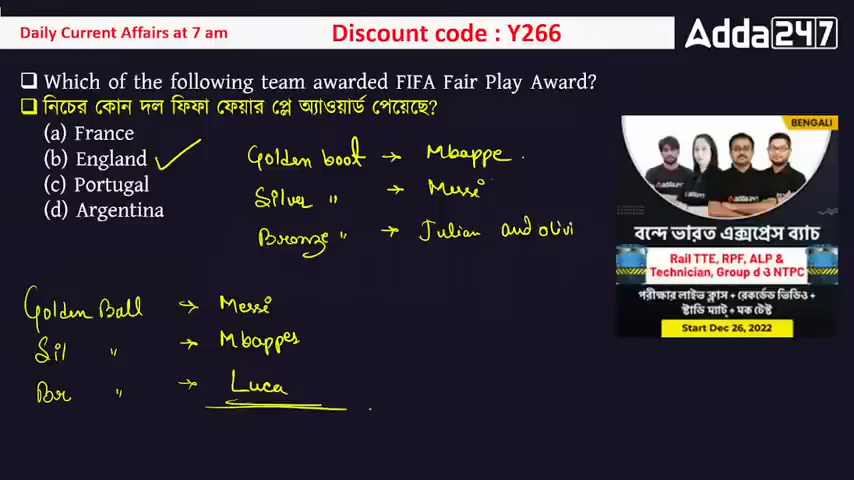 Daily Current Affairs at 7 am
Discount code : Y266
Adda247
Which of the following team awarded FIFA Fair Play Award?
নিচের কোন দল ফিফা ফেয়ার প্লে অ্যাওয়ার্ড পেয়েছে?
(a) France
(b) England
(c) Portugal
(d) Argentina
Golden boot → Mbappe
Silver " → Messi
Bronze " → Julian and olivi
Golden Ball → Messi
Sil " → Mbappes
Br " → Luca
BENGALI
বন্দে ভারত এক্সপ্রেস ব্যাচ
Rail TTE, RPF, ALP &
Technician, Group d ও NTPC
পরীক্ষার লাইভ ক্লাস + রেকর্ডেড ভিডিও +
স্টাডি ম্যাট্ + মক টেস্ট
Start Dec 26, 2022